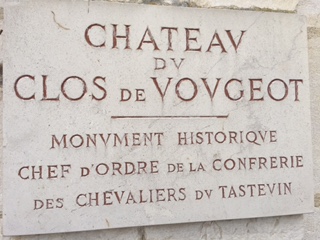 CHATEAV
DV
CLOS DE VOVGEOT
MONVMENT HISTORIQVE
CHEF D'ORDRE DE LA CONFRERIE
DES CHEVALIERS DV TASTEVIN